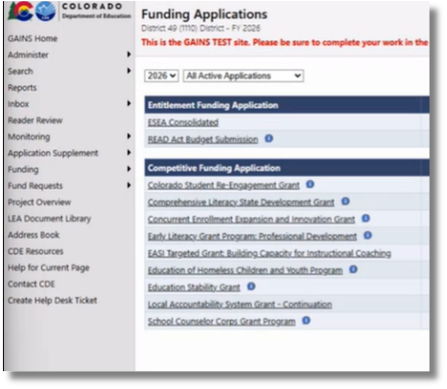 COLORADO
Department of Education
GAINS Home
Administer
Search
Reports
Inbox
Reader Review
Monitoring
Application Supplement
Funding
Fund Requests
Project Overview
LEA Document Library
Address Book
CDE Resources
Help for Current Page
Contact CDE
Create Help Desk Ticket
Funding Applications
District 49 (1110) District - FY 2026
This is the GAINS TEST site. Please be sure to complete your work in the
2026 All Active Applications
Entitlement Funding Application
ESEA Consolidated
READ Act Budget Submission
Competitive Funding Application
Colorado Student Re-Engagement Grant
Comprehensive Literacy State Development Grant
Concurrent Enrollment Expansion and Innovation Grant
Early Literacy Grant Program: Professional Development
EASI Targeted Grant: Building Capacity for Instructional Coaching
Education of Homeless Children and Youth Program
Education Stability Grant
Local Accountability System Grant - Continuation
School Counselor Corps Grant Program